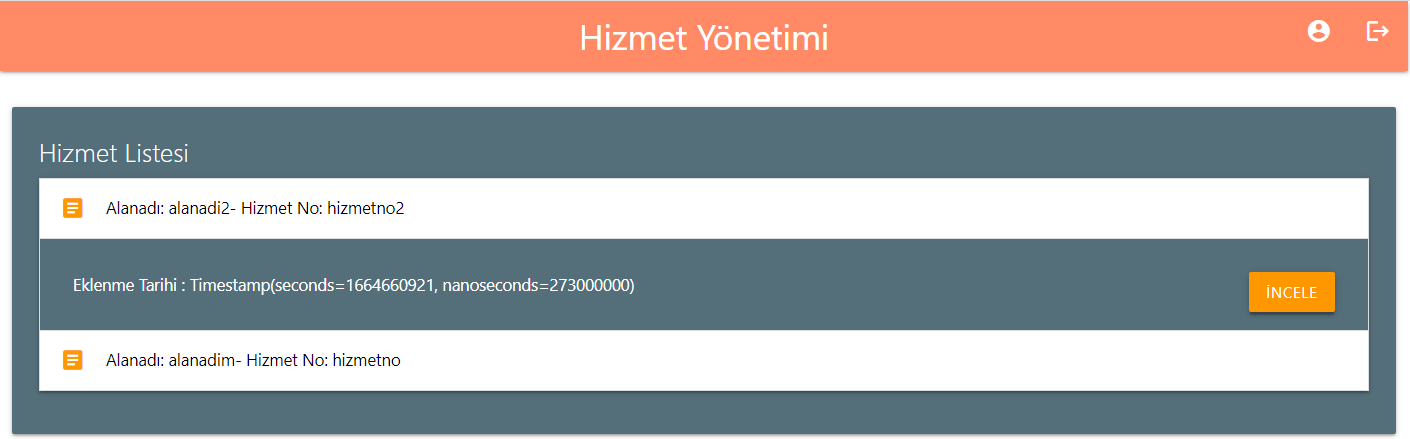 Hizmet Yönetimi
Hizmet Listesi
Alanadı: alanadi2- Hizmet No: hizmetno2
Eklenme Tarihi : Timestamp(seconds=1664660921, nanoseconds=273000000)
İNCELE
Alanadı: alanadim- Hizmet No: hizmetno